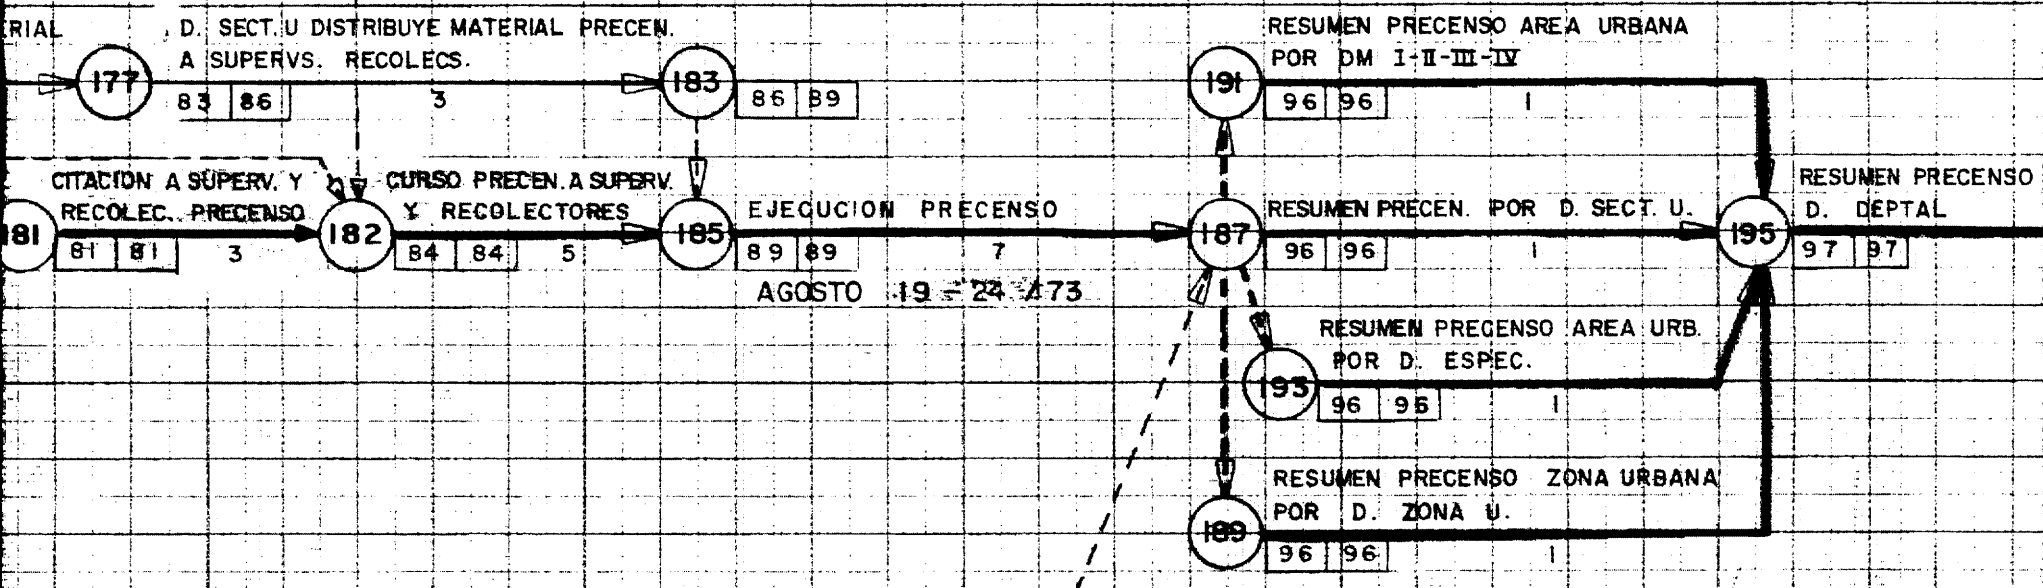 ERIAL
D. SECT. U DISTRIBUYE MATERIAL PRECEN.
A SUPERVS. RECOLECS.
177
83 86
3
183
86 89
RESUMEN PRECENSO AREA URBANA
POR DM I-II-III-IV
191
96 96
1
CITACION A SUPERV. Y
RECOLEC. PRECENSO
181
81 81
3
CURSO PRECEN. A SUPERV.
Y RECOLECTORES
182
84 84
5
EJECUCION PRECENSO
185
89 89
7
AGOSTO 19 - 24 /73
RESUMEN PRECEN. POR D. SECT. U.
187
96 96
1
RESUMEN PRECENSO
D. DEPTAL
195
97 97
RESUMEN PRECENSO AREA URB.
POR D. ESPEC.
193
96 96
1
RESUMEN PRECENSO ZONA URBANA
POR D. ZONA U.
189
96 96
1